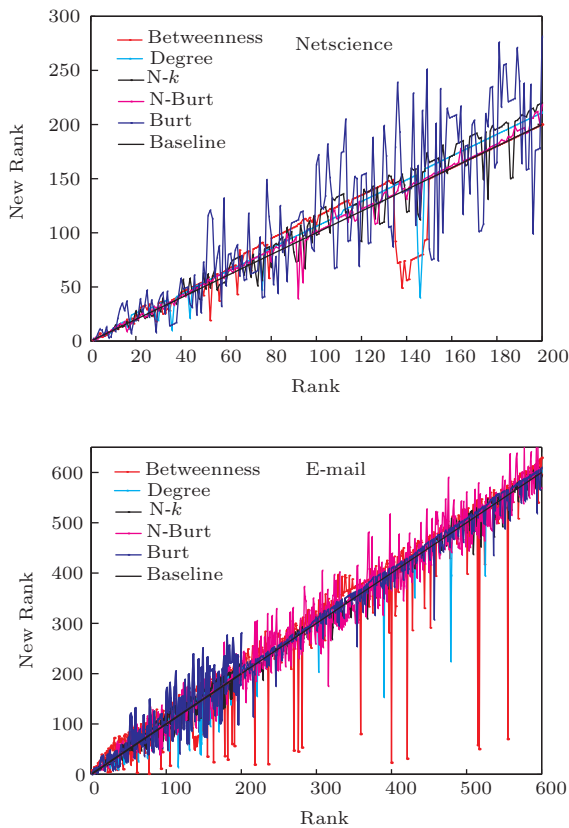 300
250
200
150
100
50
0
New Rank
Betweenness
Degree
N-k
N-Burt
Burt
Baseline
Netscience
0 20 40 60 80 100 120 140 160 180 200
Rank
600
500
400
300
200
100
0
New Rank
Betweenness
Degree
N-k
N-Burt
Burt
Baseline
E-mail
0 100 200 300 400 500 600
Rank